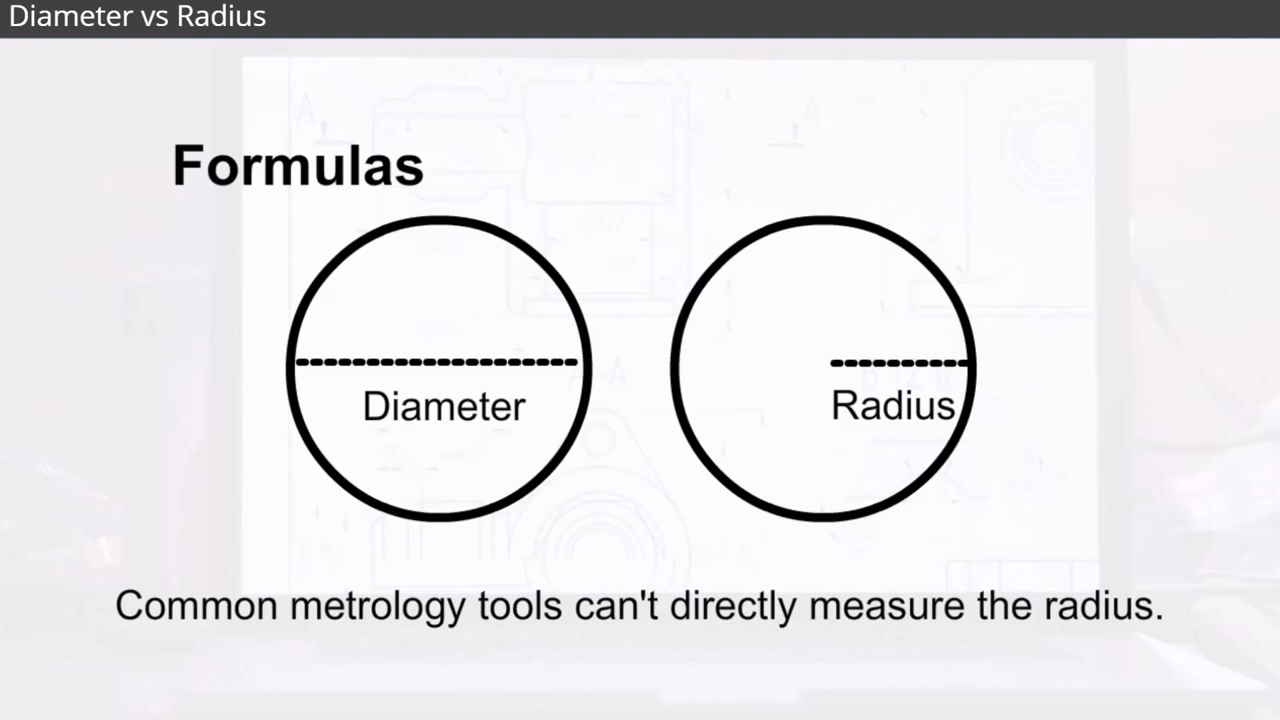 Diameter vs Radius
Formulas
Diameter
Radius
Common metrology tools can't directly measure the radius.